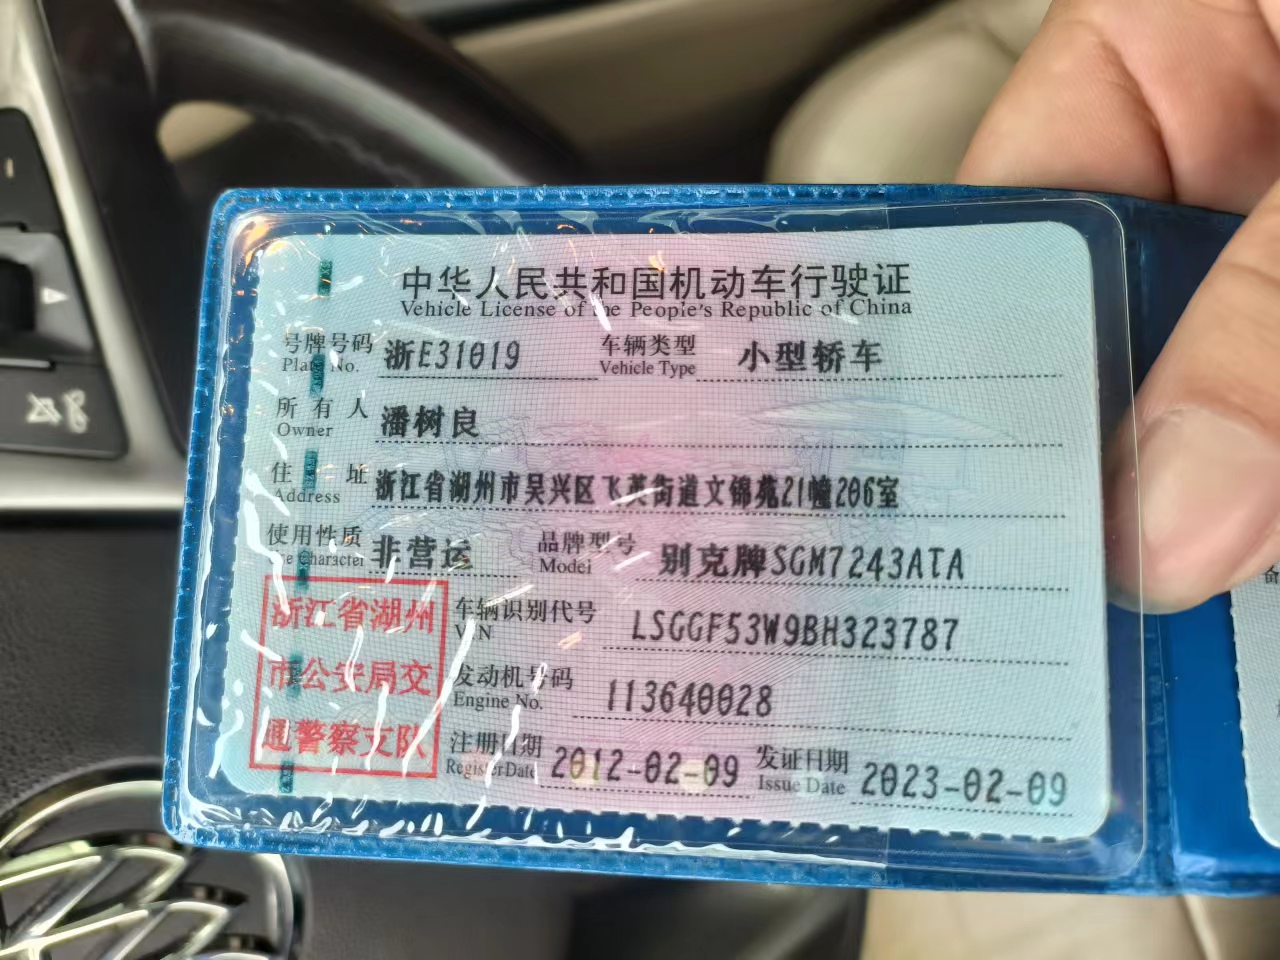 中华人民共和国机动车行驶证
Vehicle License of the People's Republic of China
号牌号码 浙E31019 车辆类型 小型轿车
Plate No. Vehicle Type
所有人 潘树良
Owner
住址 浙江省湖州市吴兴区飞英街道文锦苑21幢206室
Address
使用性质 非营运 品牌型号 别克牌SGM7243ATA
Use Character Model
浙江省湖州
市公安局交
通警察支队
车辆识别代号 LSGGF53W9BH323787
VIN
发动机号码 113640028
Engine No.
注册日期 2012-02-09 发证日期 2023-02-09
Register Date Issue Date
备